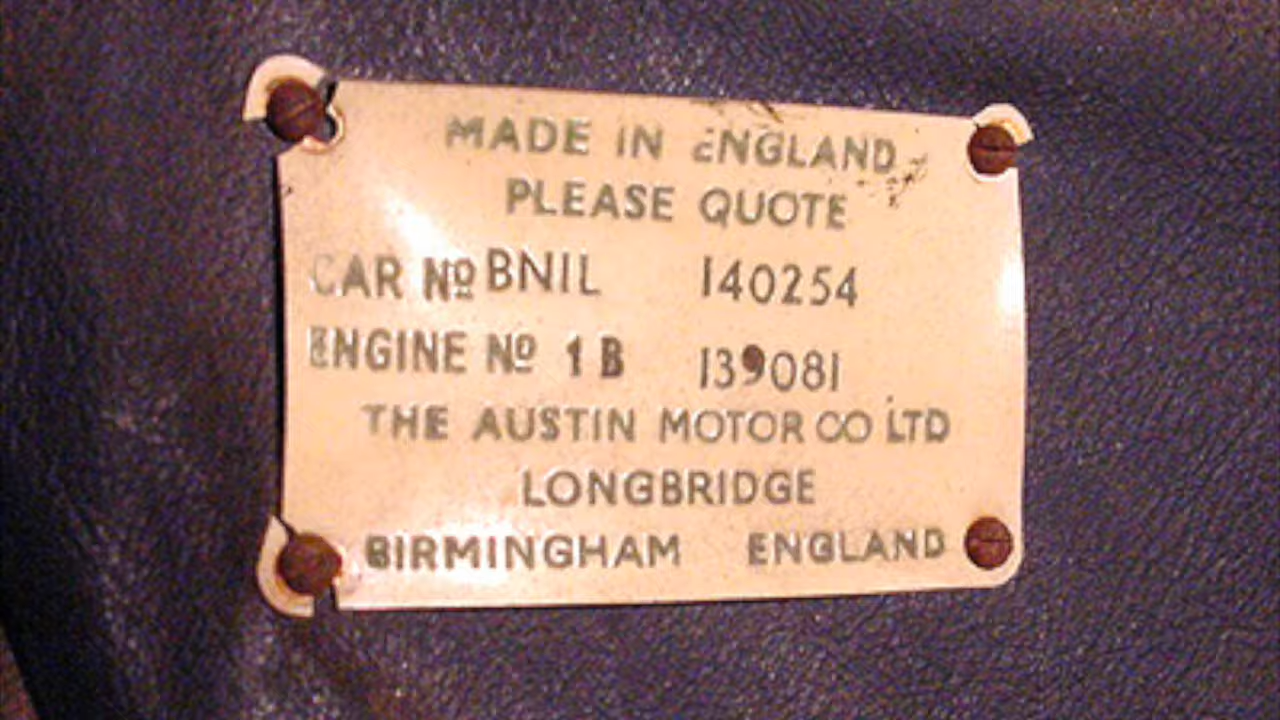 MADE IN ENGLAND
PLEASE QUOTE
CAR Nº BN1L 140254
ENGINE Nº 1B 139081
THE AUSTIN MOTOR CO LTD
LONGBRIDGE
BIRMINGHAM ENGLAND